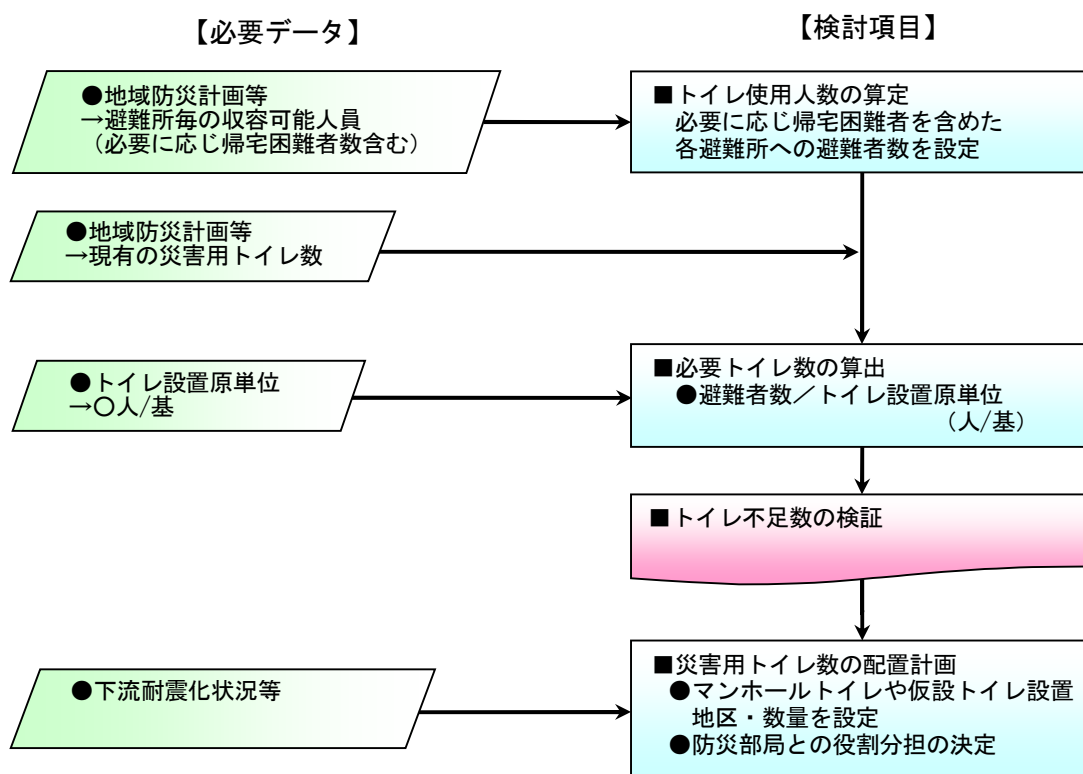 【必要データ】
【検討項目】
●地域防災計画等
→避難所毎の収容可能人員
（必要に応じ帰宅困難者数含む）
■トイレ使用人数の算定
必要に応じ帰宅困難者を含めた
各避難所への避難者数を設定
●地域防災計画等
→現有の災害用トイレ数
●トイレ設置原単位
→〇人/基
■必要トイレ数の算出
●避難者数／トイレ設置原単位
（人/基）
■トイレ不足数の検証
●下流耐震化状況等
■災害用トイレ数の配置計画
●マンホールトイレや仮設トイレ設置
地区・数量を設定
●防災部局との役割分担の決定